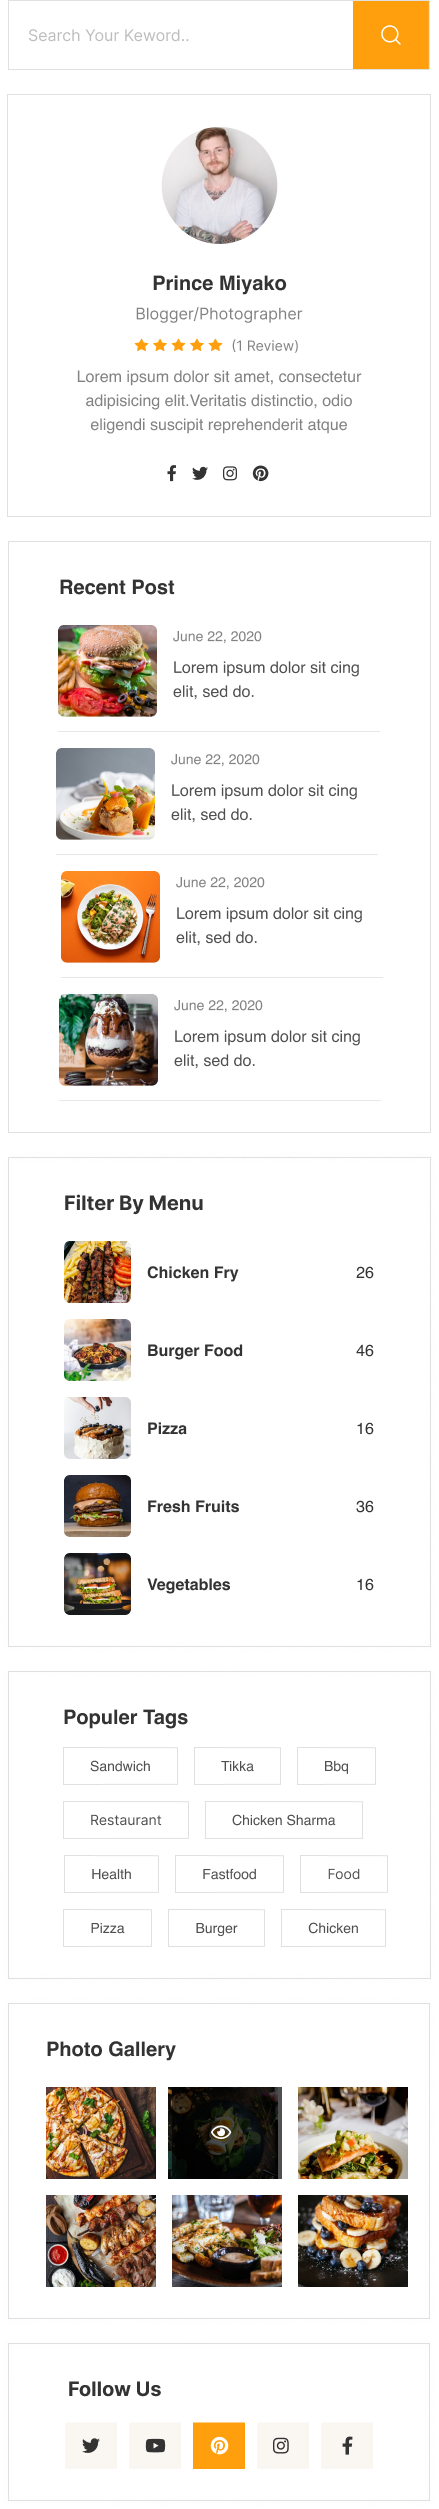 Search Your Keword..
Prince Miyako
Blogger/Photographer
(1 Review)
Lorem ipsum dolor sit amet, consectetur
adipisicing elit.Veritatis distinctio, odio
eligendi suscipit reprehenderit atque
Recent Post
June 22, 2020
Lorem ipsum dolor sit cing
elit, sed do.
June 22, 2020
Lorem ipsum dolor sit cing
elit, sed do.
June 22, 2020
Lorem ipsum dolor sit cing
elit, sed do.
June 22, 2020
Lorem ipsum dolor sit cing
elit, sed do.
Filter By Menu
Chicken Fry 26
Burger Food 46
Pizza 16
Fresh Fruits 36
Vegetables 16
Populer Tags
Sandwich Tikka Bbq
Restaurant Chicken Sharma
Health Fastfood Food
Pizza Burger Chicken
Photo Gallery
Follow Us